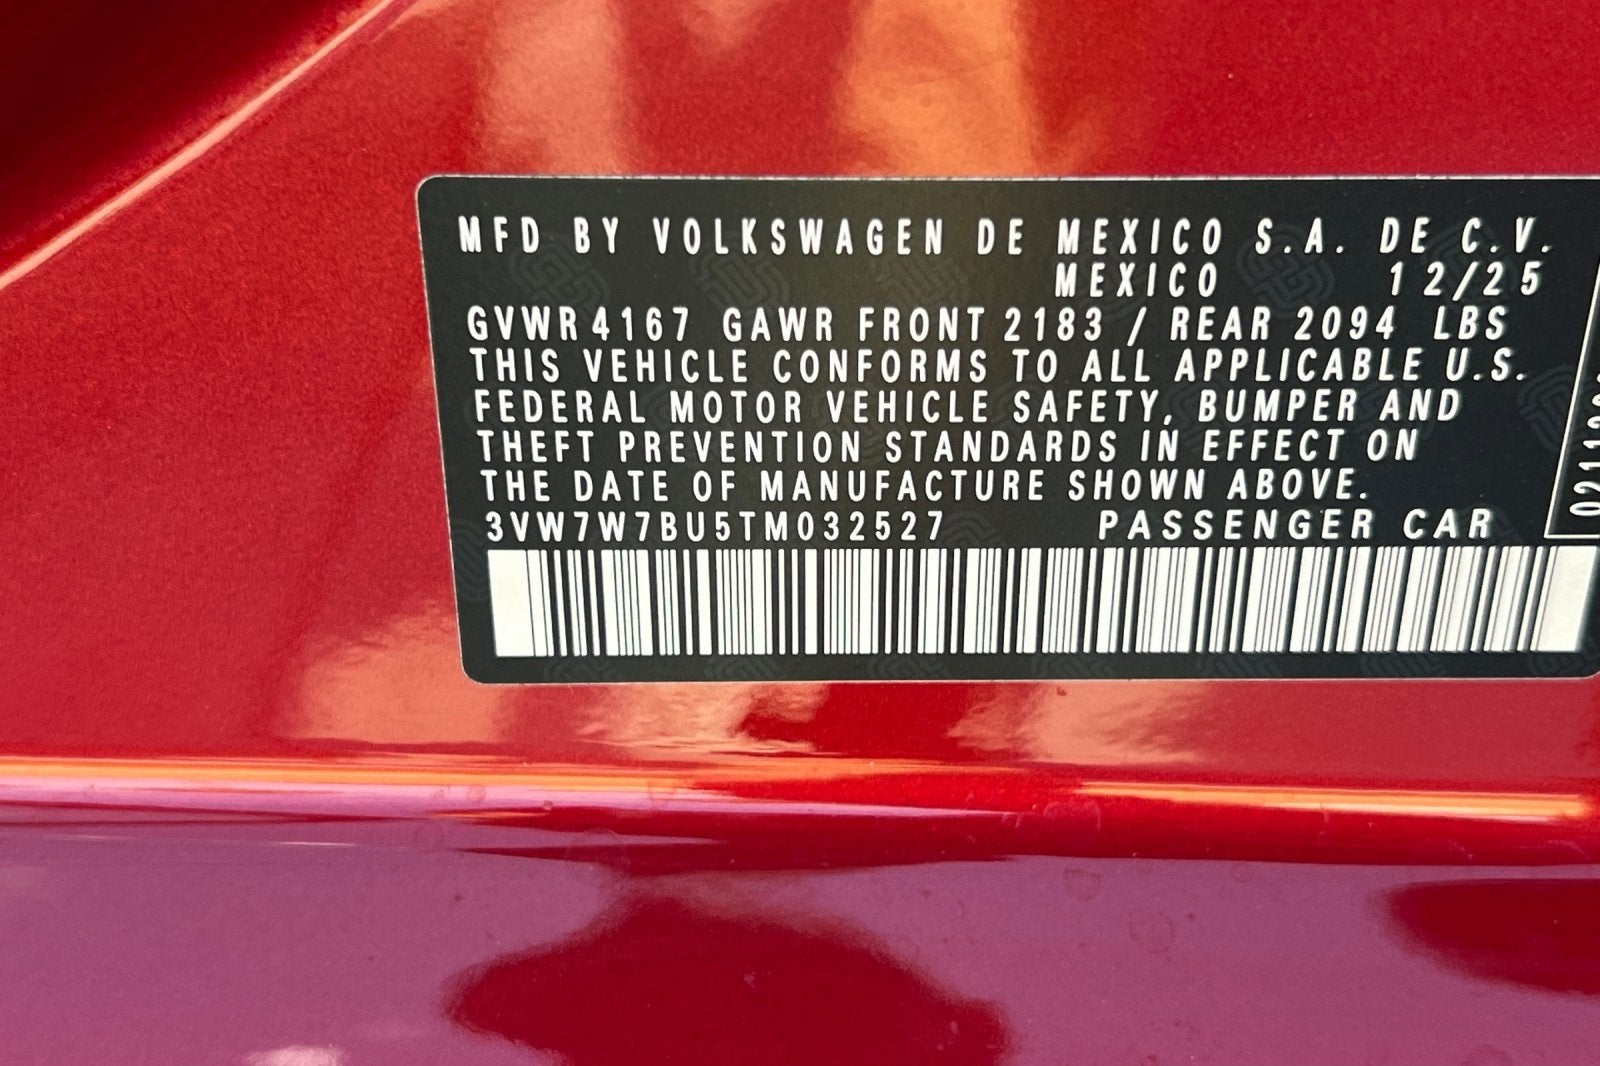 MFD BY VOLKSWAGEN DE MEXICO S.A. DE C.V.
MEXICO 12/25
GVWR 4167 GAWR FRONT 2183 / REAR 2094 LBS
THIS VEHICLE CONFORMS TO ALL APPLICABLE U.S.
FEDERAL MOTOR VEHICLE SAFETY, BUMPER AND
THEFT PREVENTION STANDARDS IN EFFECT ON
THE DATE OF MANUFACTURE SHOWN ABOVE.
3VW7W7BU5TM032527 PASSENGER CAR